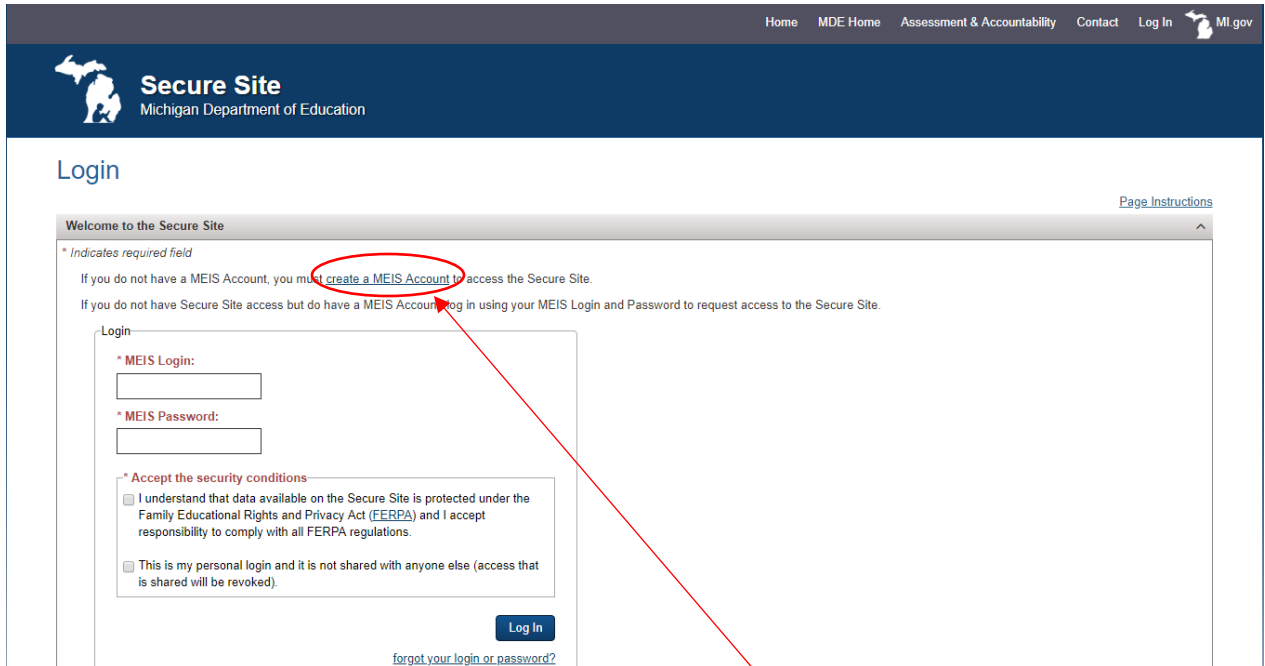 Home MDE Home Assessment & Accountability Contact Log In MI.gov
Secure Site
Michigan Department of Education
Login
Page Instructions
Welcome to the Secure Site
* Indicates required field
If you do not have a MEIS Account, you must create a MEIS Account to access the Secure Site.
If you do not have Secure Site access but do have a MEIS Account log in using your MEIS Login and Password to request access to the Secure Site.
Login
* MEIS Login:
* MEIS Password:
* Accept the security conditions
I understand that data available on the Secure Site is protected under the
Family Educational Rights and Privacy Act (FERPA) and I accept
responsibility to comply with all FERPA regulations.
This is my personal login and it is not shared with anyone else (access that
is shared will be revoked).
Log In
forgot your login or password?